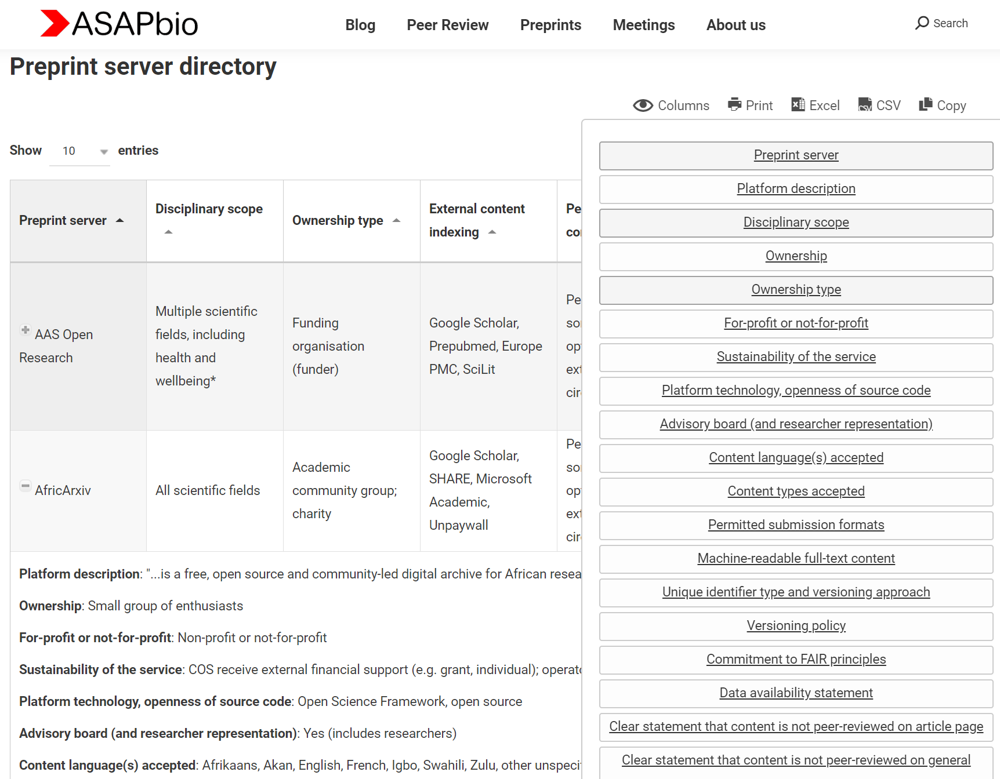 ASAPbio
Blog Peer Review Preprints Meetings About us Search
Preprint server directory
Columns Print Excel CSV Copy
Show 10 entries
Preprint server
Disciplinary scope
Ownership type
External content
indexing
Pe
co
AAS Open
Research
Multiple scientific
fields, including
health and
wellbeing*
Funding
organisation
(funder)
Google Scholar,
Prepubmed, Europe
PMC, SciLit
Pe
so
op
ext
cir
AfricArxiv
All scientific fields
Academic
community group;
charity
Google Scholar,
SHARE, Microsoft
Academic,
Unpaywall
Pe
so
op
ext
cir
Platform description: "...is a free, open source and community-led digital archive for African resea
Ownership: Small group of enthusiasts
For-profit or not-for-profit: Non-profit or not-for-profit
Sustainability of the service: COS receive external financial support (e.g. grant, individual); operato
Platform technology, openness of source code: Open Science Framework, open source
Advisory board (and researcher representation): Yes (includes researchers)
Content language(s) accepted: Afrikaans, Akan, English, French, Igbo, Swahili, Zulu, other unspeci
Preprint server
Platform description
Disciplinary scope
Ownership
Ownership type
For-profit or not-for-profit
Sustainability of the service
Platform technology, openness of source code
Advisory board (and researcher representation)
Content language(s) accepted
Content types accepted
Permitted submission formats
Machine-readable full-text content
Unique identifier type and versioning approach
Versioning policy
Commitment to FAIR principles
Data availability statement
Clear statement that content is not peer-reviewed on article page
Clear statement that content is not peer-reviewed on general